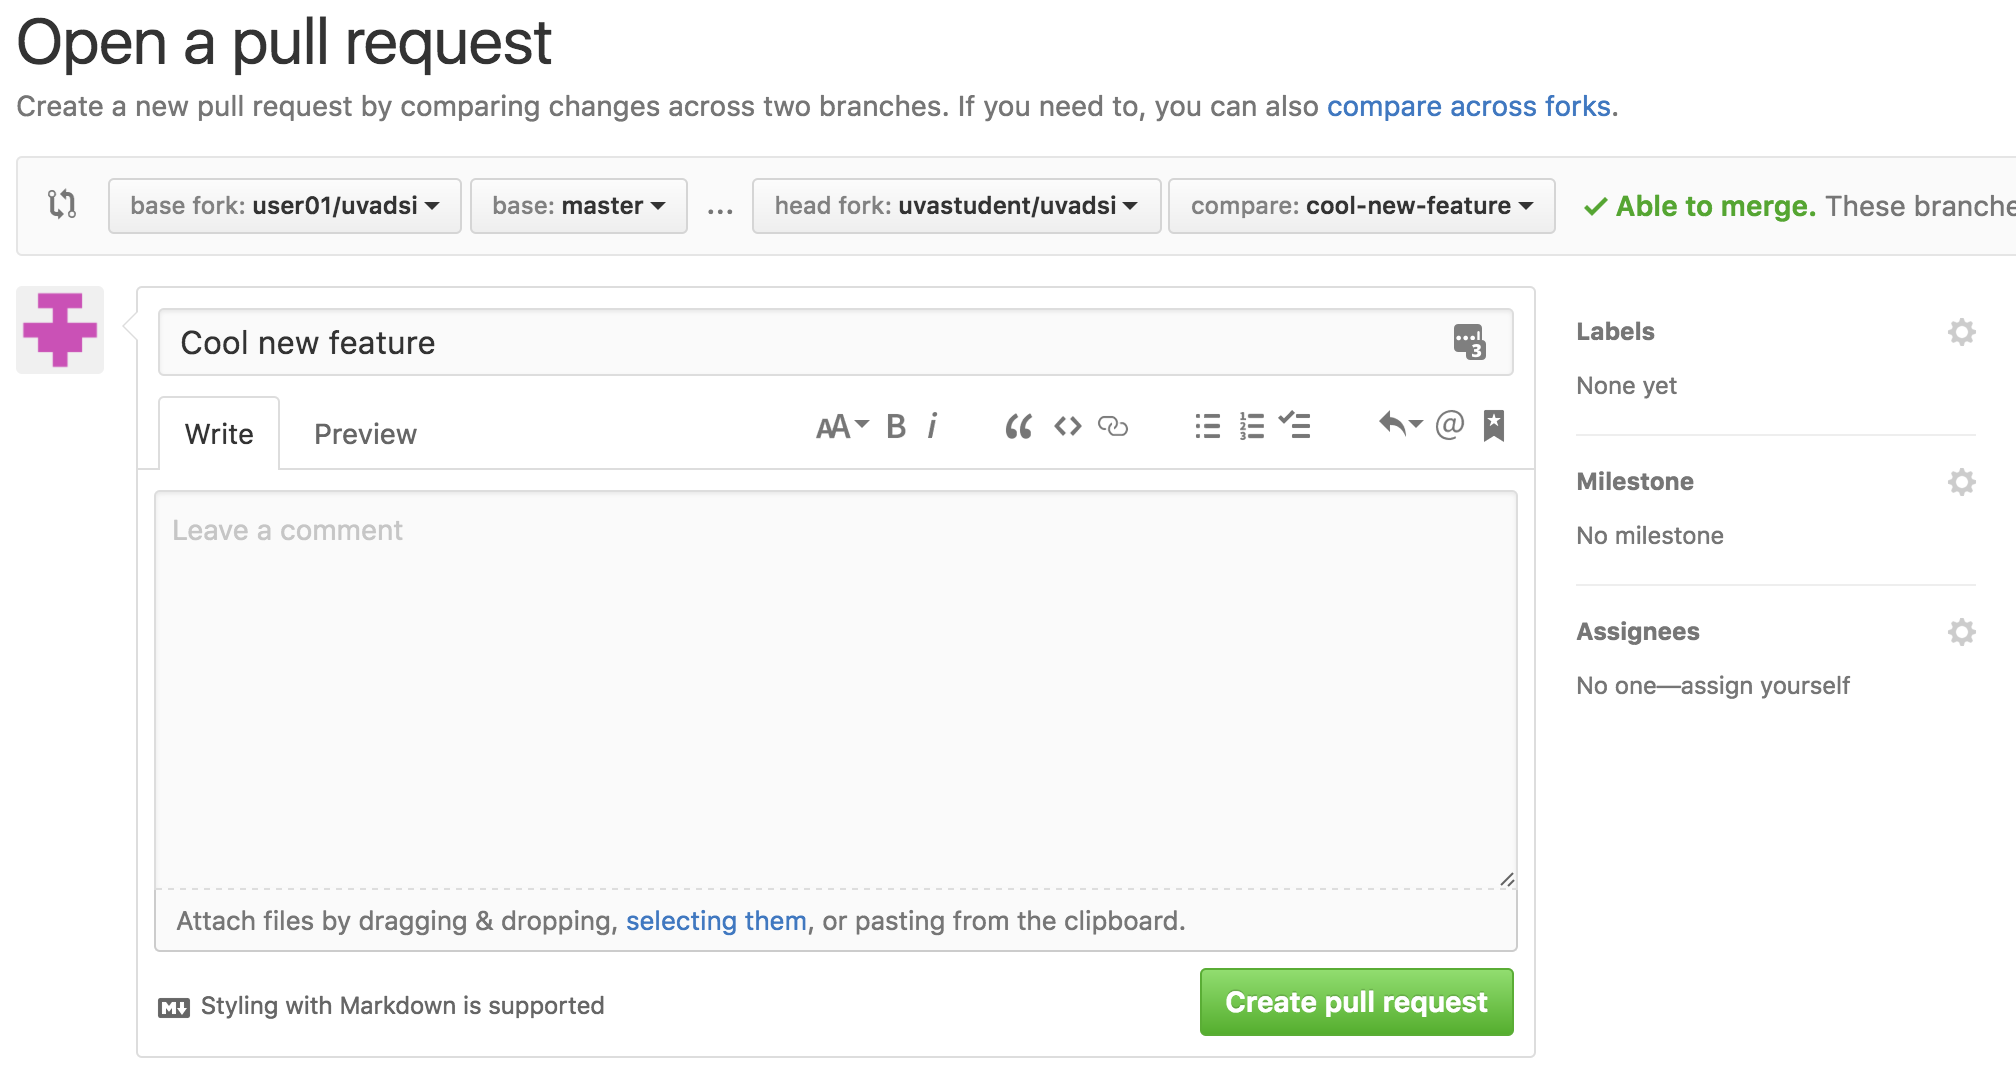 Open a pull request
Create a new pull request by comparing changes across two branches. If you need to, you can also compare across forks.
base fork: user01/uvadsi base: master ... head fork: uvastudent/uvadsi compare: cool-new-feature ✓ Able to merge. These branche
Cool new feature
3
Labels
None yet
Write Preview AA B i “ <> @
Milestone
No milestone
Leave a comment
Assignees
No one—assign yourself
Attach files by dragging & dropping, selecting them, or pasting from the clipboard.
M↓ Styling with Markdown is supported
Create pull request